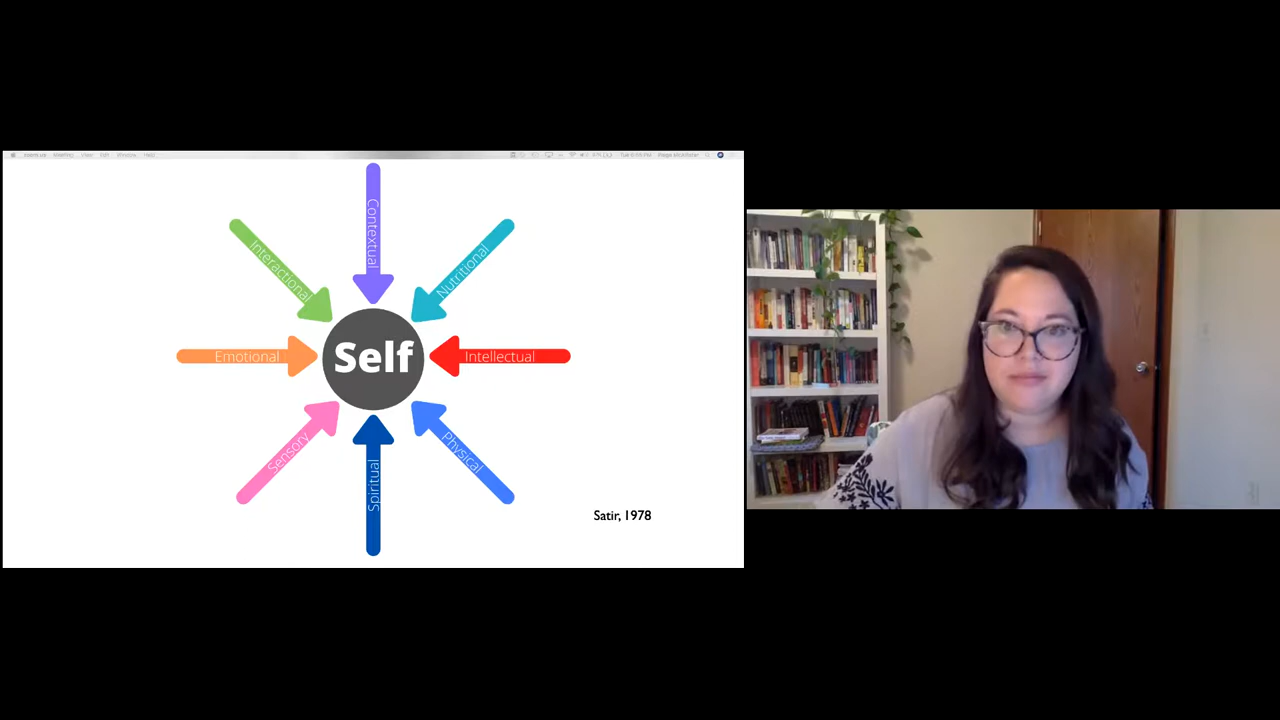 Contextual
Interactional
Nutritional
Emotional
Self
Intellectual
Sensory
Physical
Spiritual
Satir, 1978